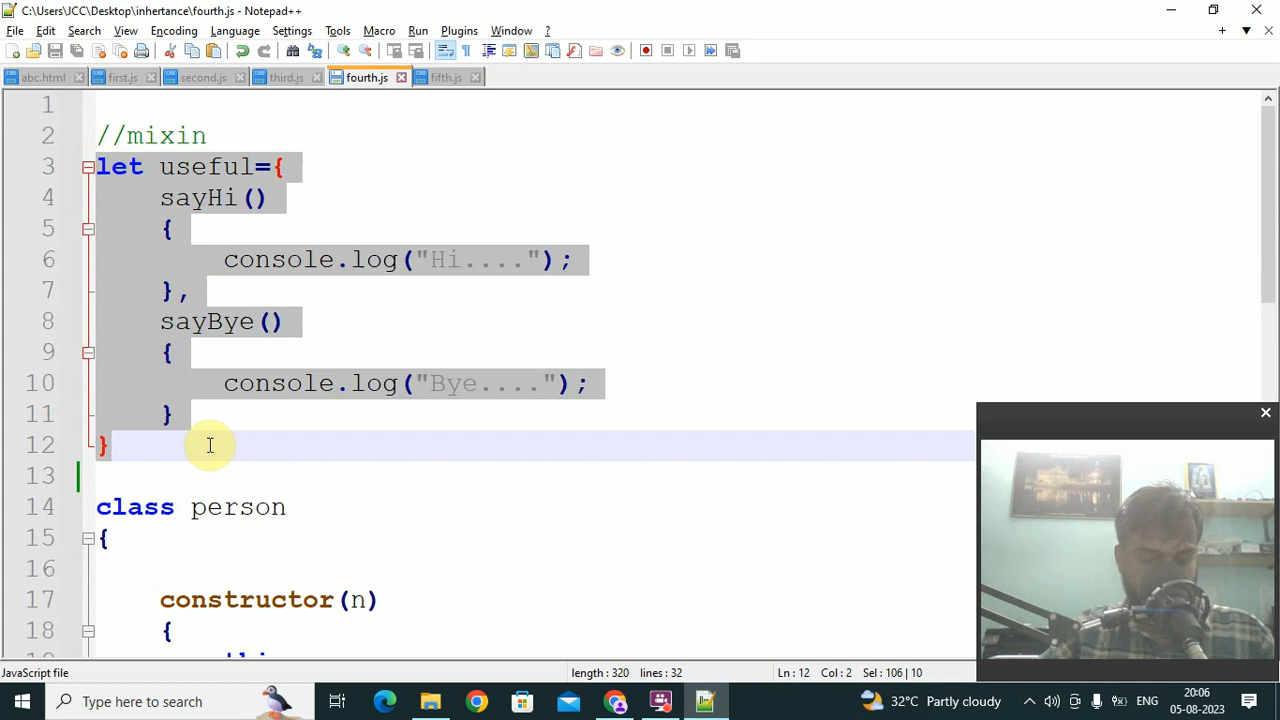 C:\Users\JCC\Desktop\inhertance\fourth.js - Notepad++
File Edit Search View Encoding Language Settings Tools Macro Run Plugins Window ?
abc.html first.js second.js third.js fourth.js fifth.js
1
2 //mixin
3 let useful={
4 sayHi()
5 {
6 console.log("Hi....");
7 },
8 sayBye()
9 {
10 console.log("Bye....");
11 }
12 }
13
14 class person
15 {
16
17 constructor(n)
18 {
JavaScript file length : 320 lines : 32 Ln : 12 Col : 2 Sel : 106 | 10
Type here to search 32°C Partly cloudy ENG 20:06
05-08-2023